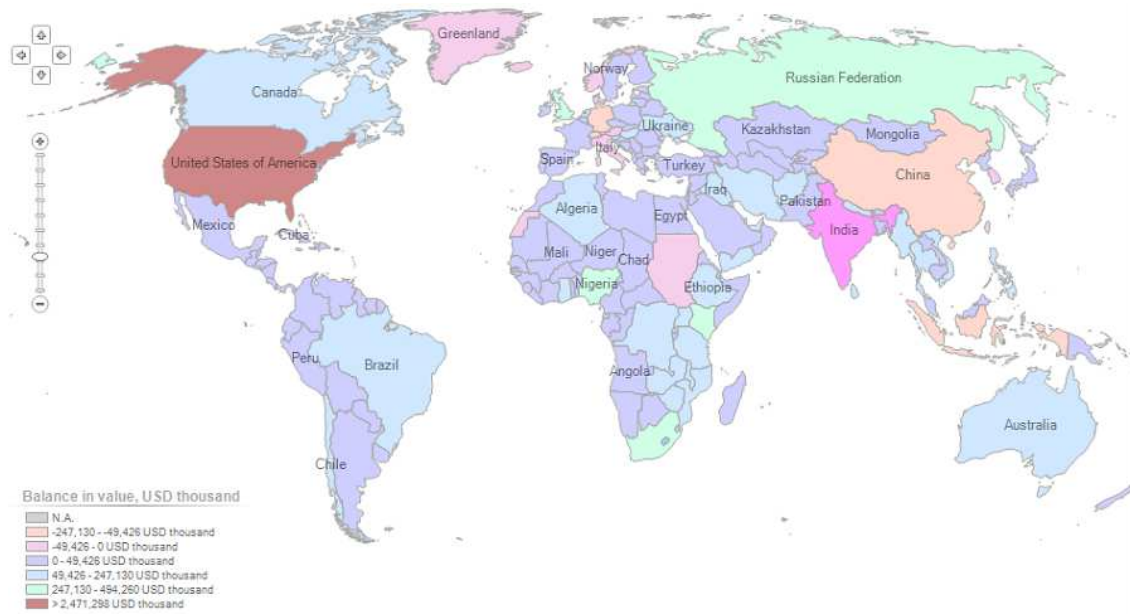 Greenland
Norway
Russian Federation
Canada
Ukraine
Kazakhstan
Mongolia
United States of America
Italy
Spain
Turkey
China
Iraq
Pakistan
Mexico
Algeria
Egypt
India
Cuba
Mali
Niger
Chad
Nigeria
Ethiopia
Peru
Brazil
Angola
Australia
Chile
Balance in value, USD thousand
N.A.
-247,130 - -49,426 USD thousand
-49,426 - 0 USD thousand
0 - 49,426 USD thousand
49,426 - 247,130 USD thousand
247,130 - 494,260 USD thousand
> 2,471,298 USD thousand